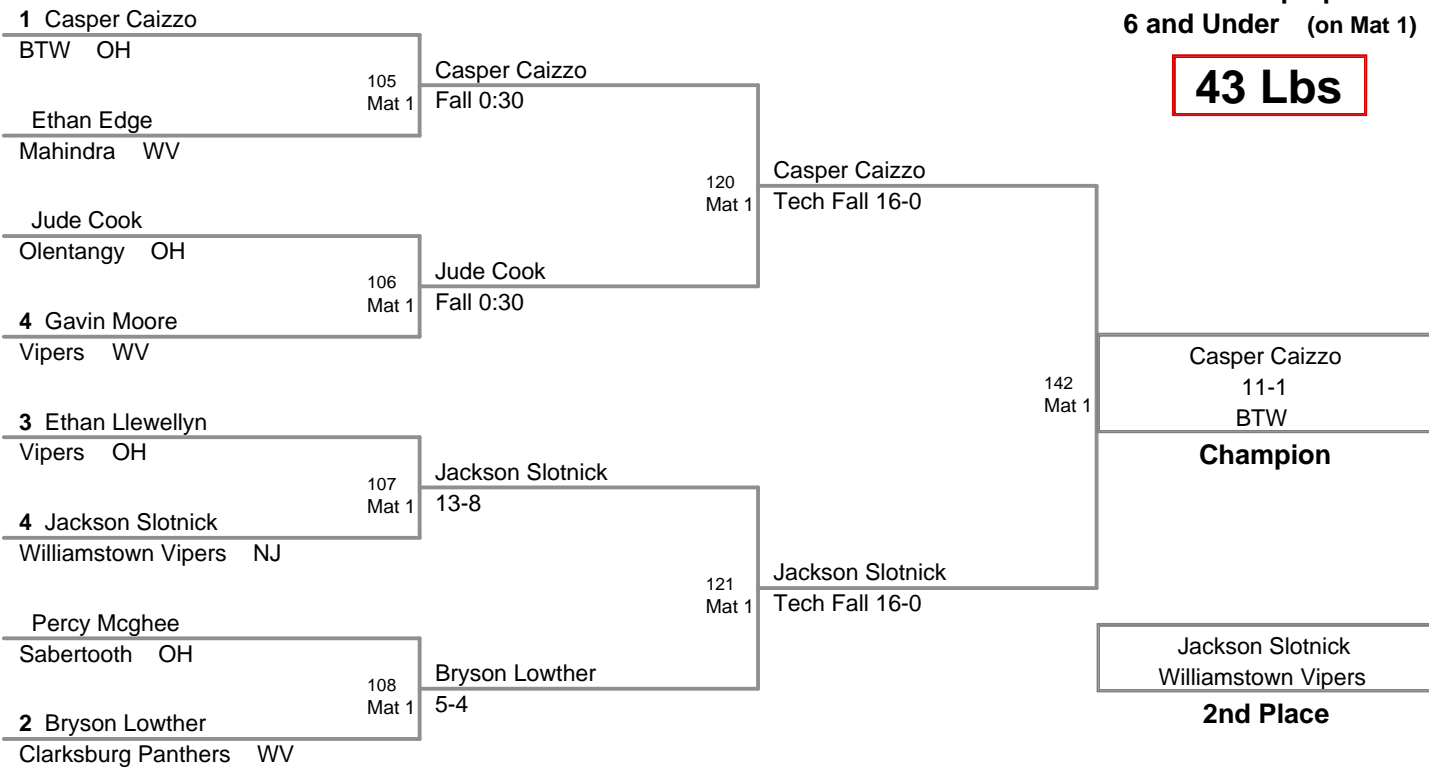 6 and Under (on Mat 1)
43 Lbs
1 Casper Caizzo
BTW OH
105
Mat 1
Casper Caizzo
Fall 0:30
Ethan Edge
Mahindra WV
120
Mat 1
Casper Caizzo
Tech Fall 16-0
Jude Cook
Olentangy OH
106
Mat 1
Jude Cook
Fall 0:30
4 Gavin Moore
Vipers WV
142
Mat 1
Casper Caizzo
11-1
BTW
Champion
3 Ethan Llewellyn
Vipers OH
107
Mat 1
Jackson Slotnick
13-8
4 Jackson Slotnick
Williamstown Vipers NJ
121
Mat 1
Jackson Slotnick
Tech Fall 16-0
Percy Mcghee
Sabertooth OH
108
Mat 1
Bryson Lowther
5-4
2 Bryson Lowther
Clarksburg Panthers WV
Jackson Slotnick
Williamstown Vipers
2nd Place